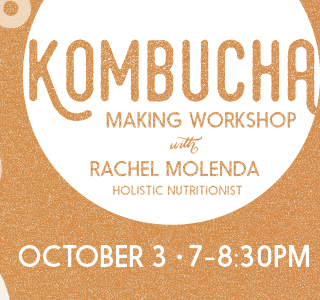 KOMBUCHA
MAKING WORKSHOP
with
RACHEL MOLENDA
HOLISTIC NUTRITIONIST
OCTOBER 3 • 7-8:30PM